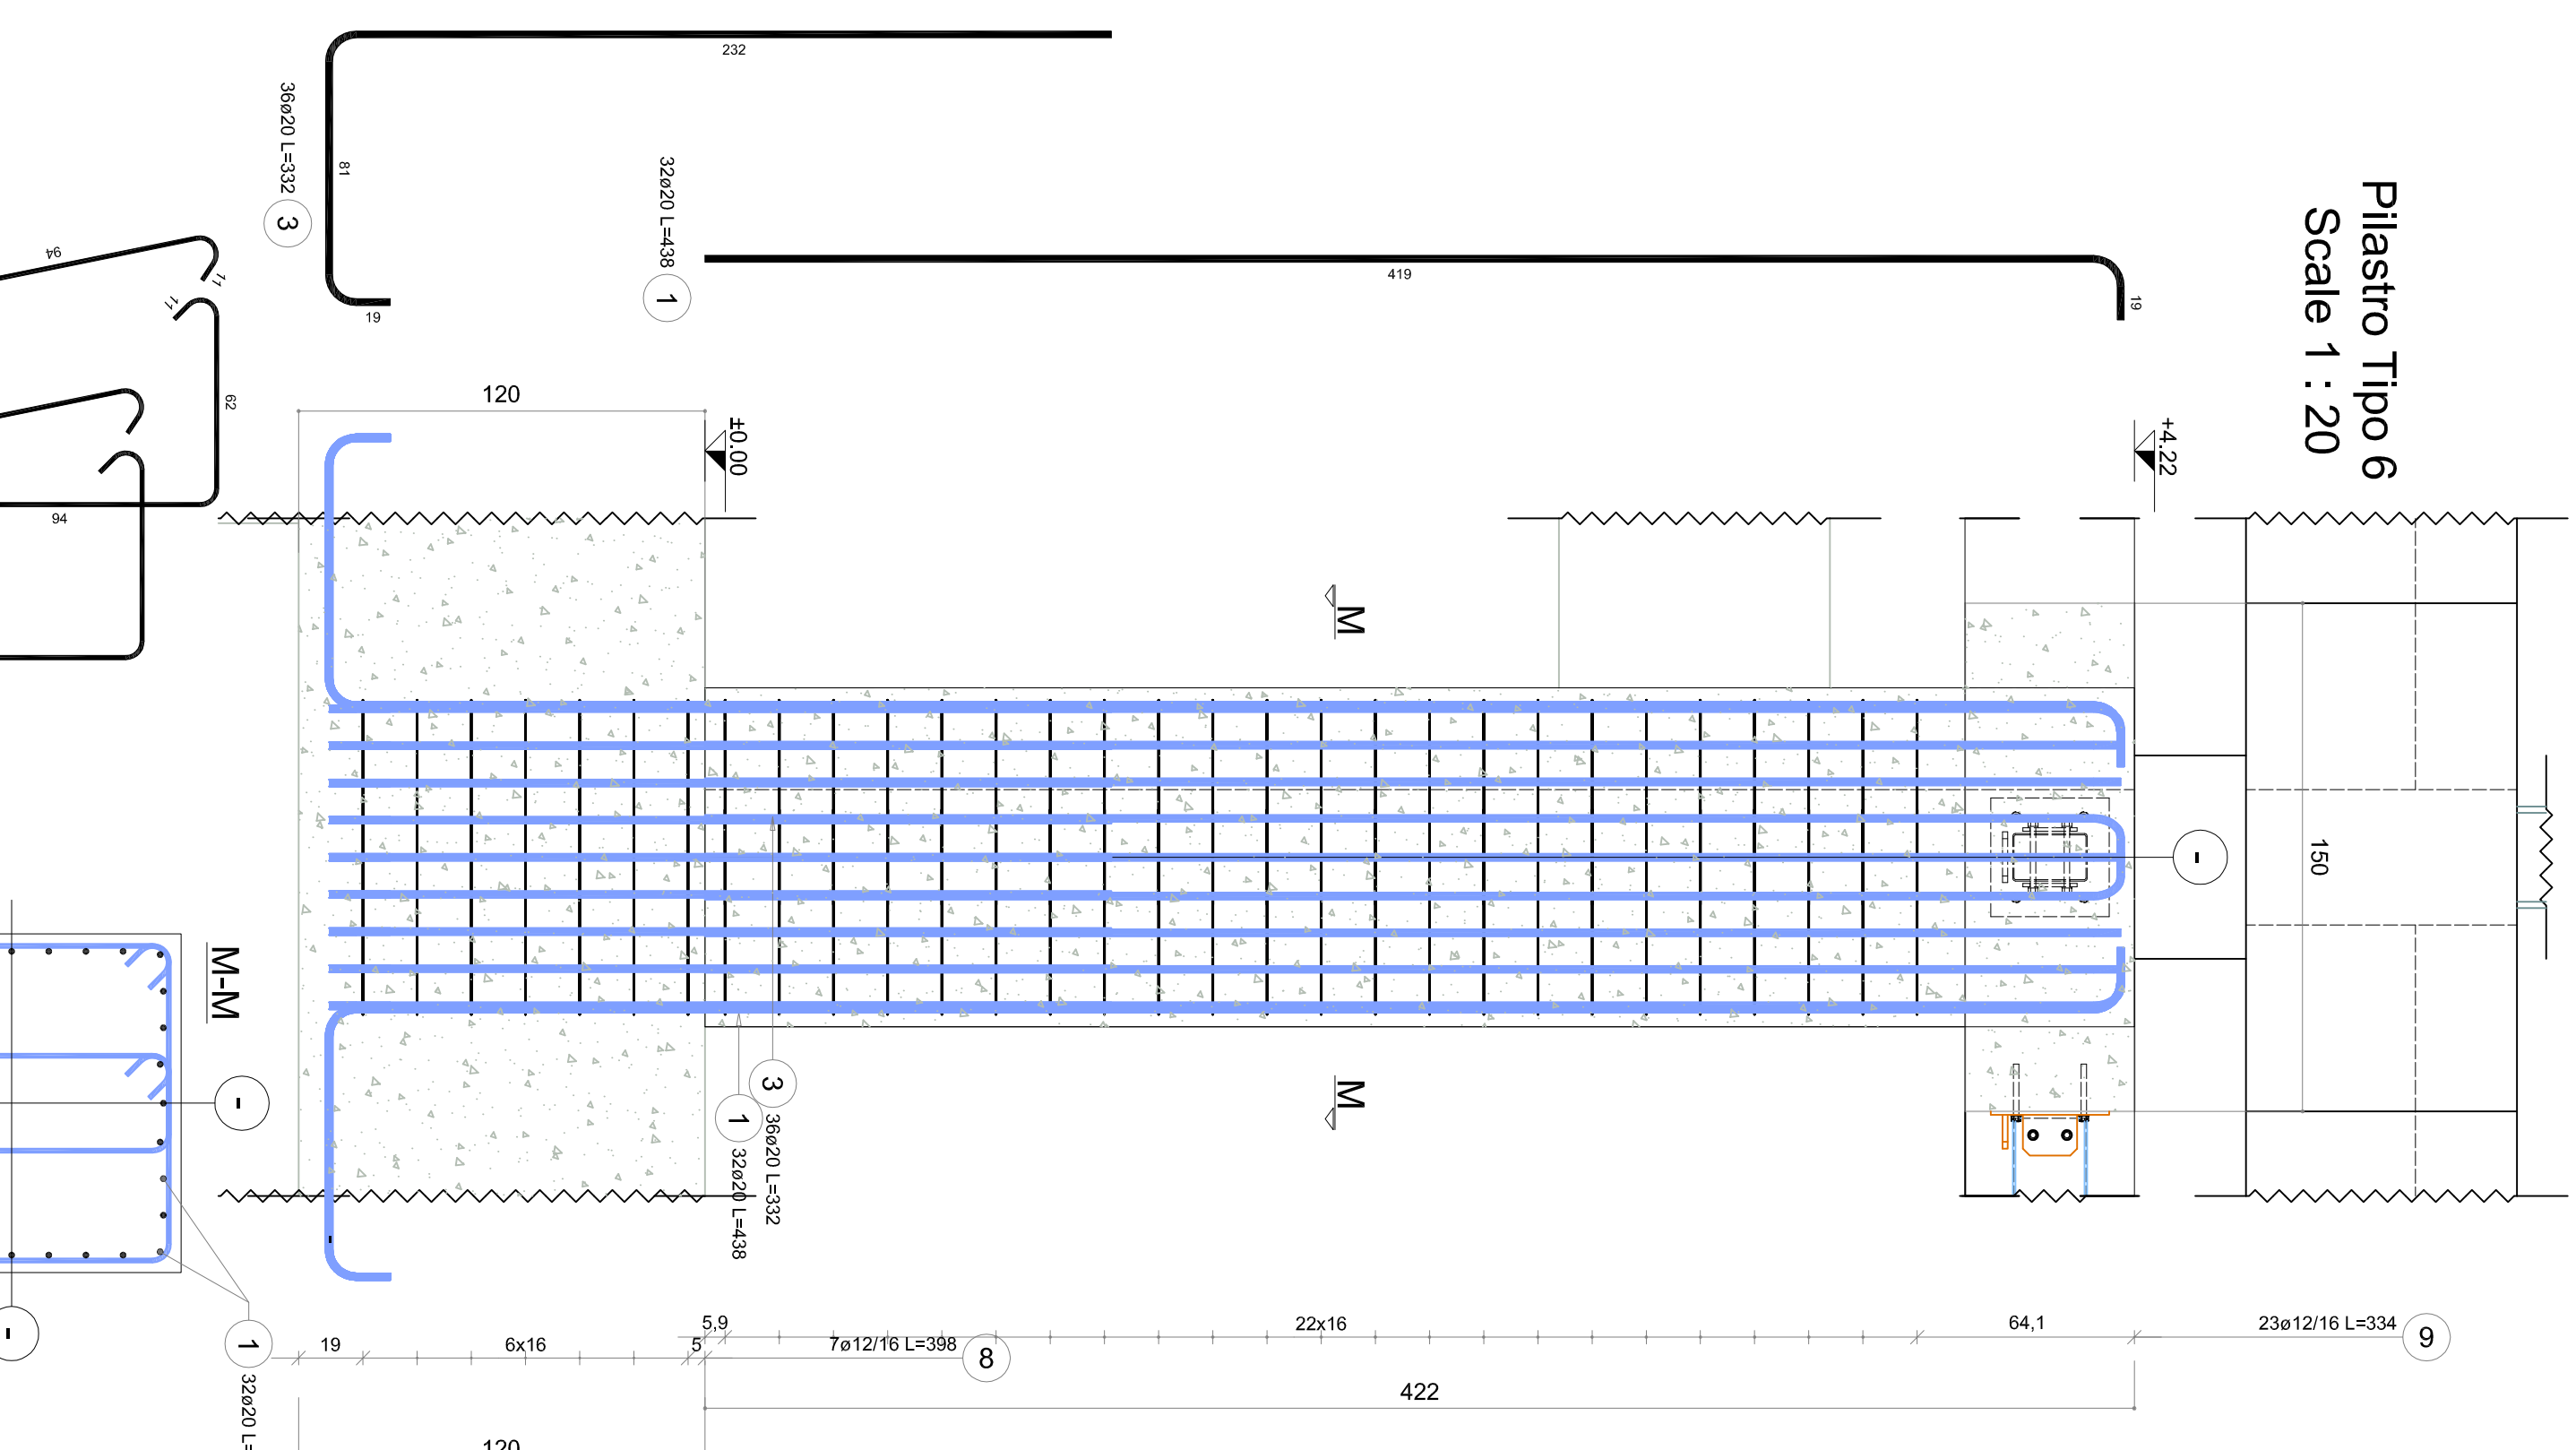 Pilastro Tipo 6
Scale 1 : 20
232
81
19
36ø20 L=332
3
32ø20 L=438
1
419
19
94
11
11
62
94
120
±0.00
+4.22
M
M
150
-
M-M
-
-
3
36ø20 L=332
1
32ø20 L=438
1
32ø20 L=
5,9
22x16
64,1
23ø12/16 L=334
9
19
6x16
5
7ø12/16 L=398
8
422
120